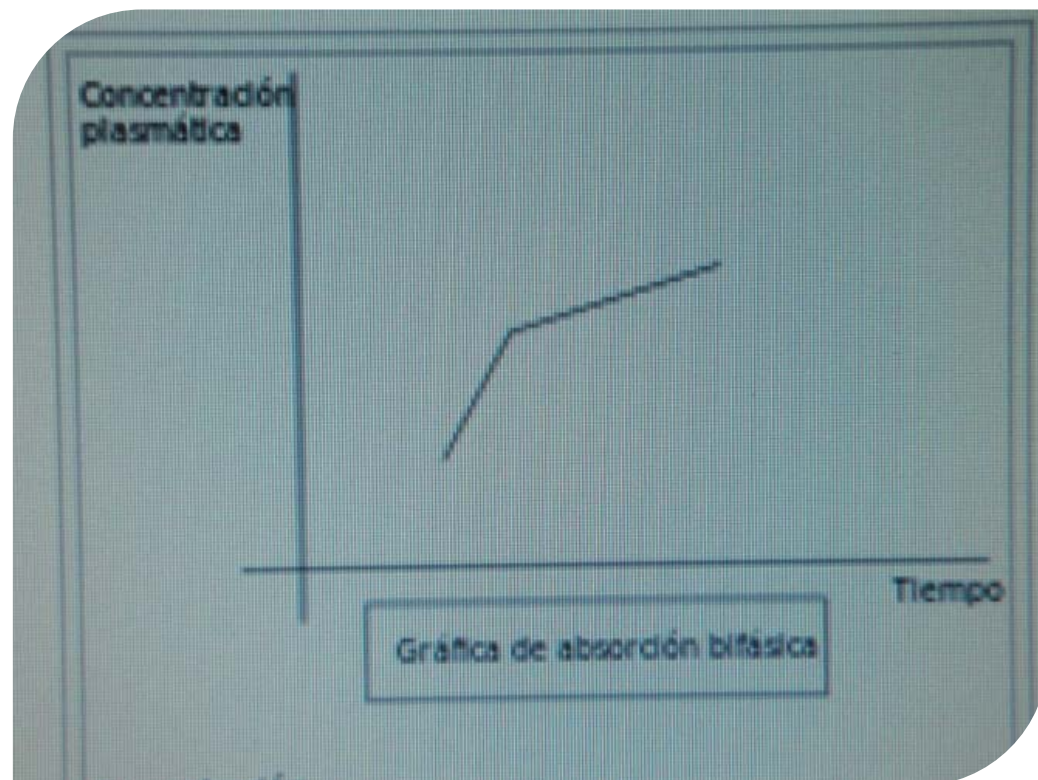 Concentración
plasmática
Tiempo
Gráfica de absorción bifásica